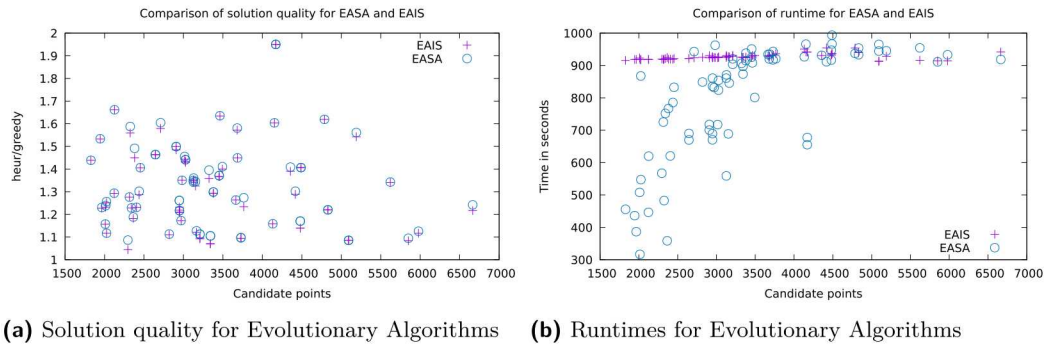 Comparison of solution quality for EASA and EAIS
2
1.9
1.8
1.7
1.6
1.5
1.4
1.3
1.2
1.1
1
heur/greedy
EAIS
EASA
1500 2000 2500 3000 3500 4000 4500 5000 5500 6000 6500 7000
Candidate points
(a) Solution quality for Evolutionary Algorithms
Comparison of runtime for EASA and EAIS
1000
900
800
700
600
500
400
300
Time in seconds
EAIS
EASA
1500 2000 2500 3000 3500 4000 4500 5000 5500 6000 6500 7000
Candidate points
(b) Runtimes for Evolutionary Algorithms